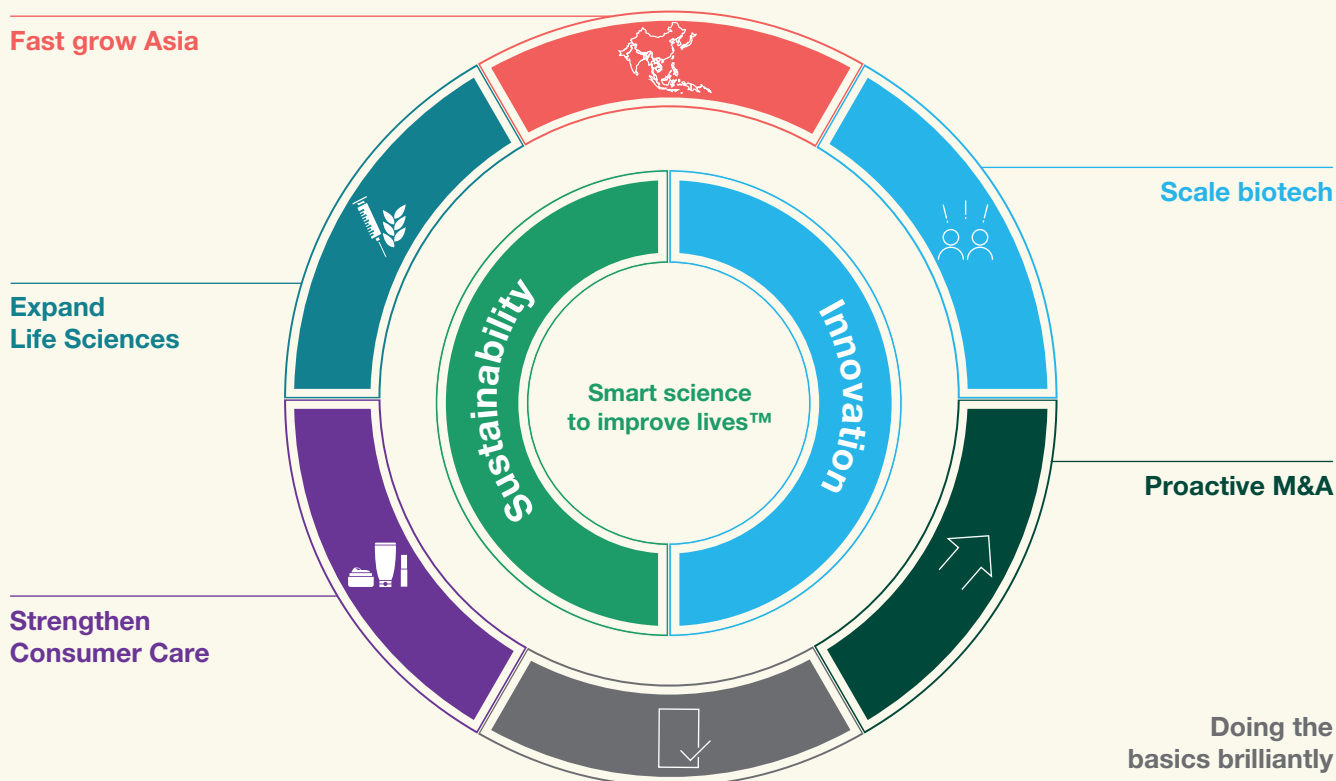 Fast grow Asia
Scale biotech
Expand
Life Sciences
Sustainability
Innovation
Smart science
to improve lives™
Proactive M&A
Strengthen
Consumer Care
Doing the
basics brilliantly